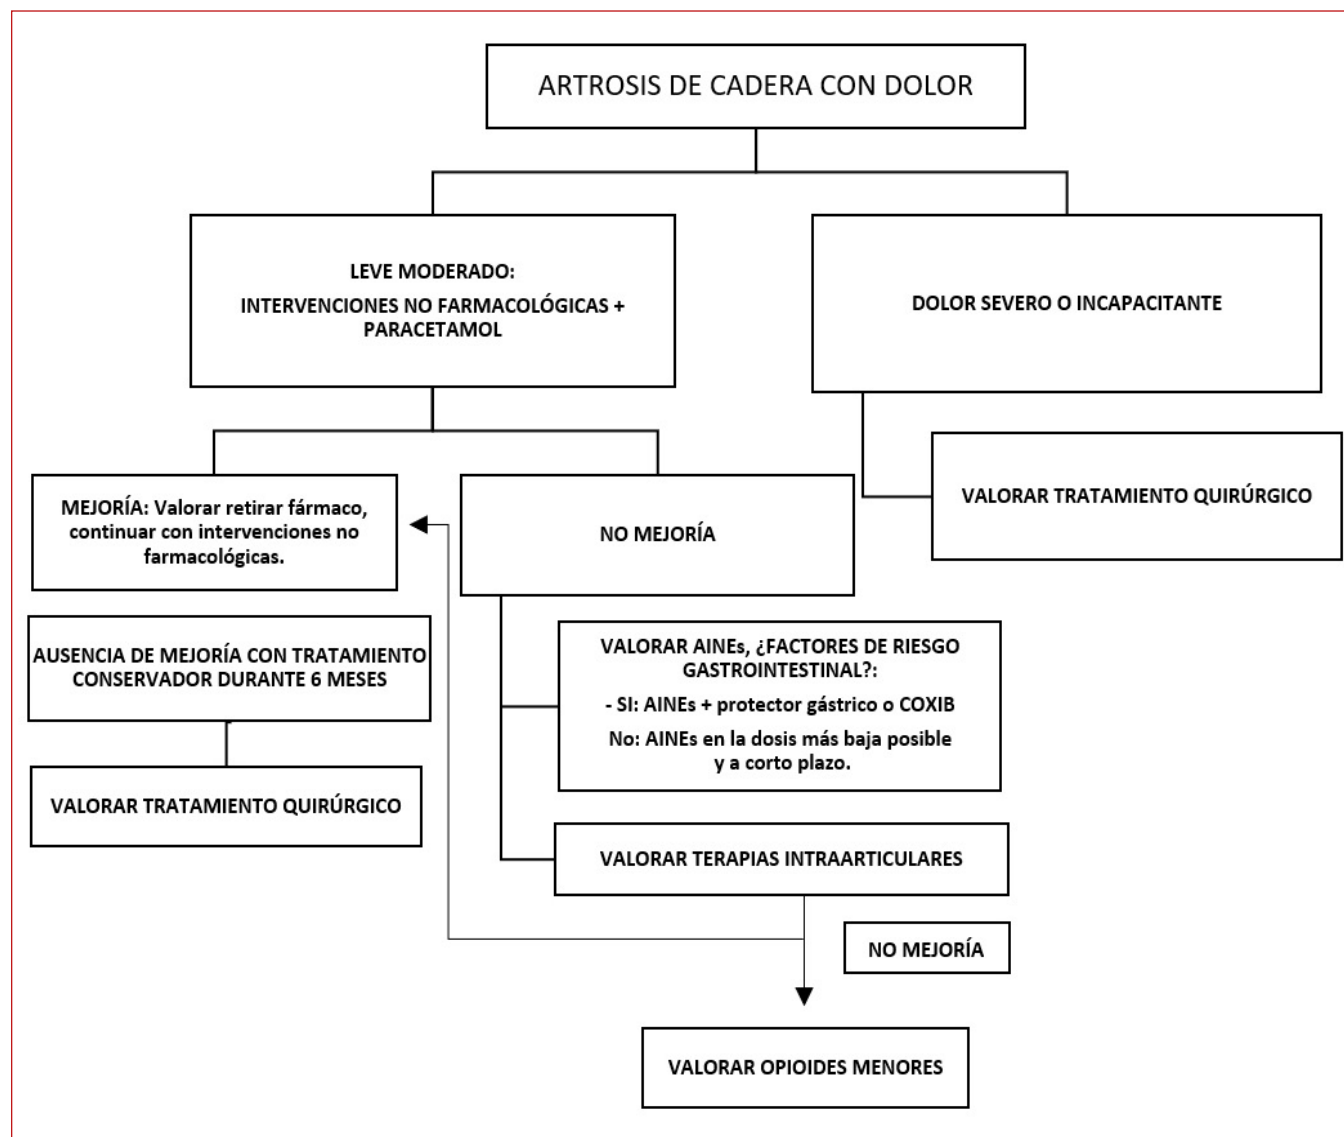 ARTROSIS DE CADERA CON DOLOR
LEVE MODERADO:
INTERVENCIONES NO FARMACOLÓGICAS +
PARACETAMOL
DOLOR SEVERO O INCAPACITANTE
VALORAR TRATAMIENTO QUIRÚRGICO
MEJORÍA: Valorar retirar fármaco,
continuar con intervenciones no
farmacológicas.
NO MEJORÍA
AUSENCIA DE MEJORÍA CON TRATAMIENTO
CONSERVADOR DURANTE 6 MESES
VALORAR TRATAMIENTO QUIRÚRGICO
VALORAR AINEs, ¿FACTORES DE RIESGO
GASTROINTESTINAL?:
- SI: AINEs + protector gástrico o COXIB
No: AINEs en la dosis más baja posible
y a corto plazo.
VALORAR TERAPIAS INTRAARTICULARES
NO MEJORÍA
VALORAR OPIOIDES MENORES